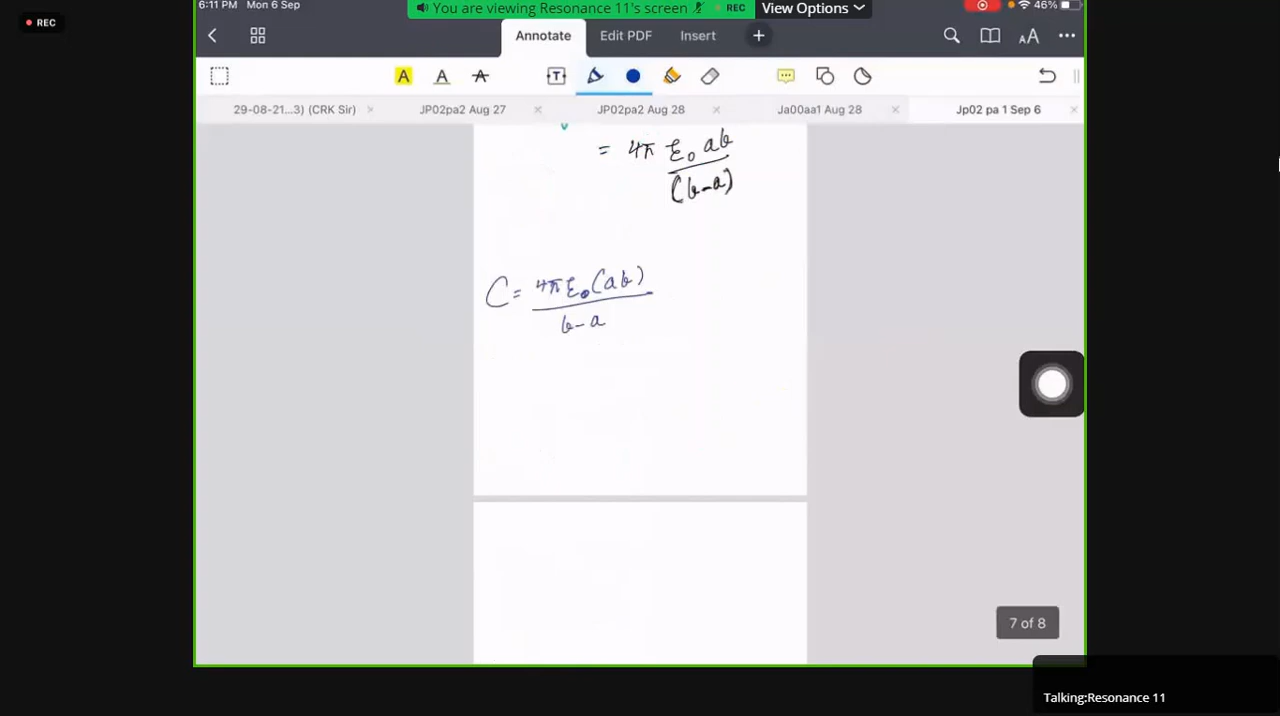 6:11 PM Mon 6 Sep
You are viewing Resonance 11's screen REC
View Options
46%
REC
Annotate Edit PDF Insert +
AA
A A A T
29-08-21...3) (CRK Sir) × JP02pa2 Aug 27 × JP02pa2 Aug 28 × Ja00aa1 Aug 28 × Jp02 pa 1 Sep 6 ×
= 4π ε₀ ab
(b-a)
C = 4πε₀(ab)
b-a
7 of 8
Talking:Resonance 11